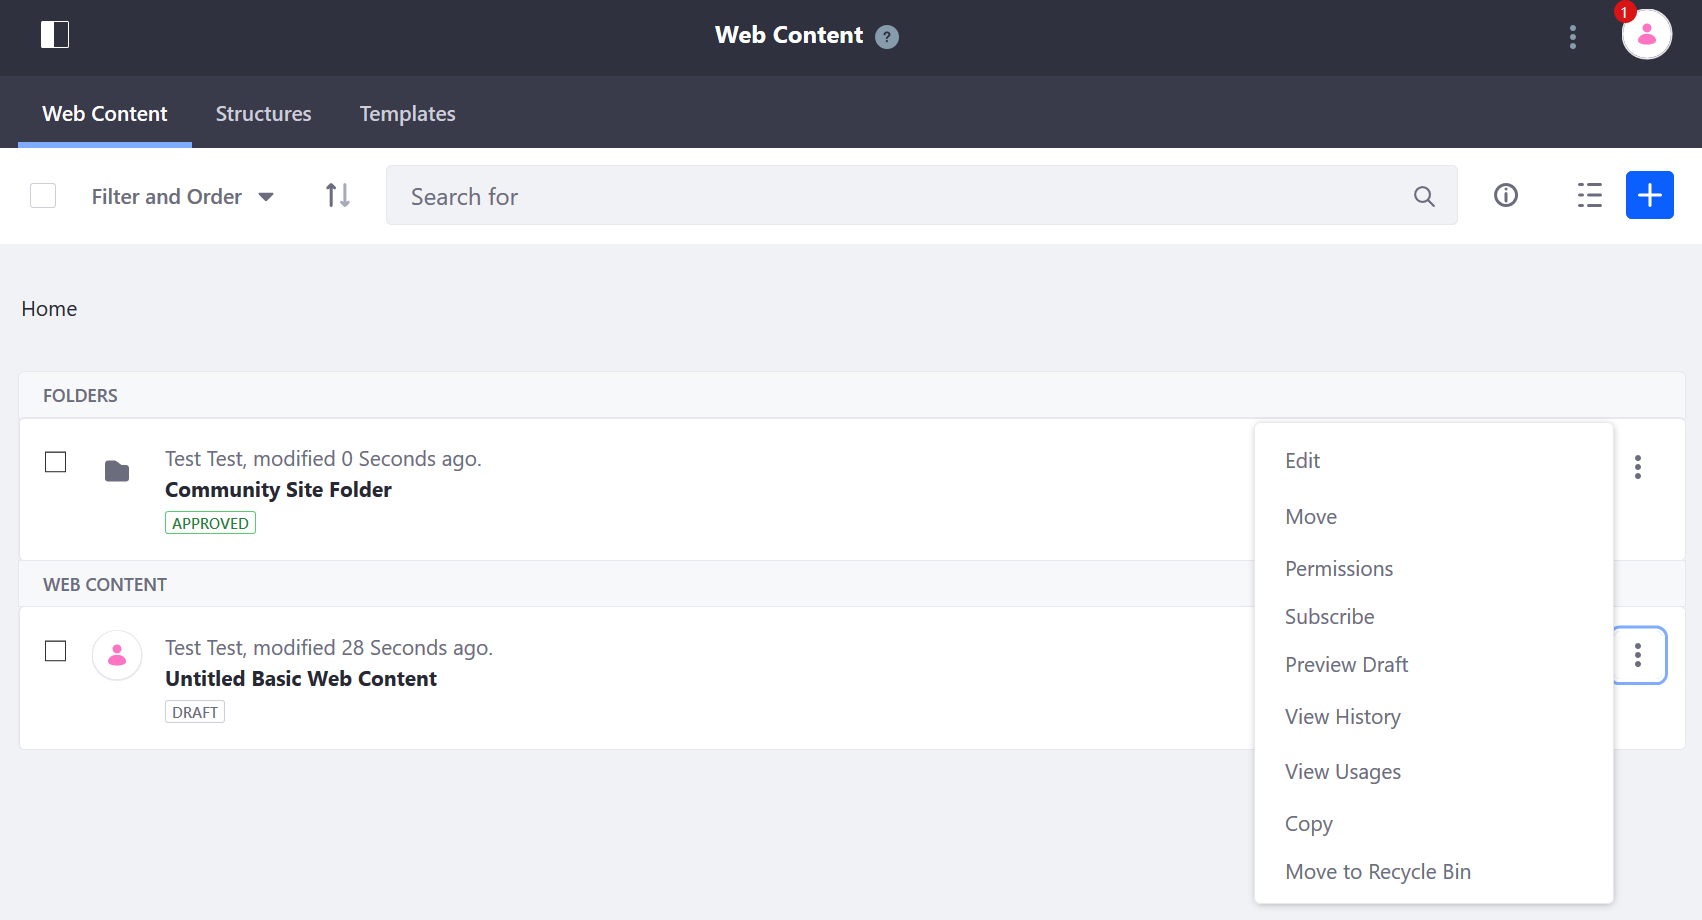 Web Content ?
1
Web Content Structures Templates
Filter and Order
Search for
Home
FOLDERS
Test Test, modified 0 Seconds ago.
Community Site Folder
APPROVED
WEB CONTENT
Test Test, modified 28 Seconds ago.
Untitled Basic Web Content
DRAFT
Edit
Move
Permissions
Subscribe
Preview Draft
View History
View Usages
Copy
Move to Recycle Bin